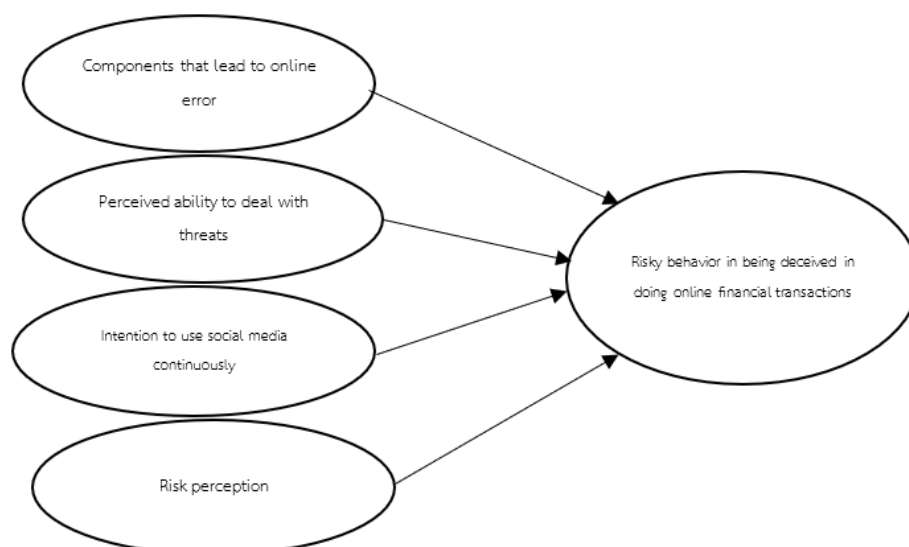 Components that lead to online
error
Perceived ability to deal with
threats
Intention to use social media
continuously
Risk perception
Risky behavior in being deceived in
doing online financial transactions